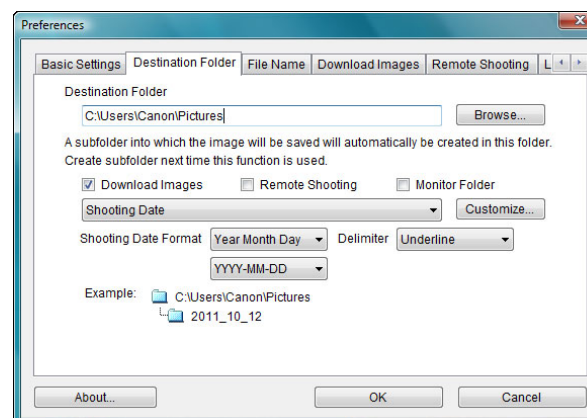 Preferences
Basic Settings Destination Folder File Name Download Images Remote Shooting L
Destination Folder
C:\Users\Canon\Pictures Browse...
A subfolder into which the image will be saved will automatically be created in this folder.
Create subfolder next time this function is used.
Download Images Remote Shooting Monitor Folder
Shooting Date Customize...
Shooting Date Format Year Month Day Delimiter Underline
YYYY-MM-DD
Example: C:\Users\Canon\Pictures
2011_10_12
About... OK Cancel